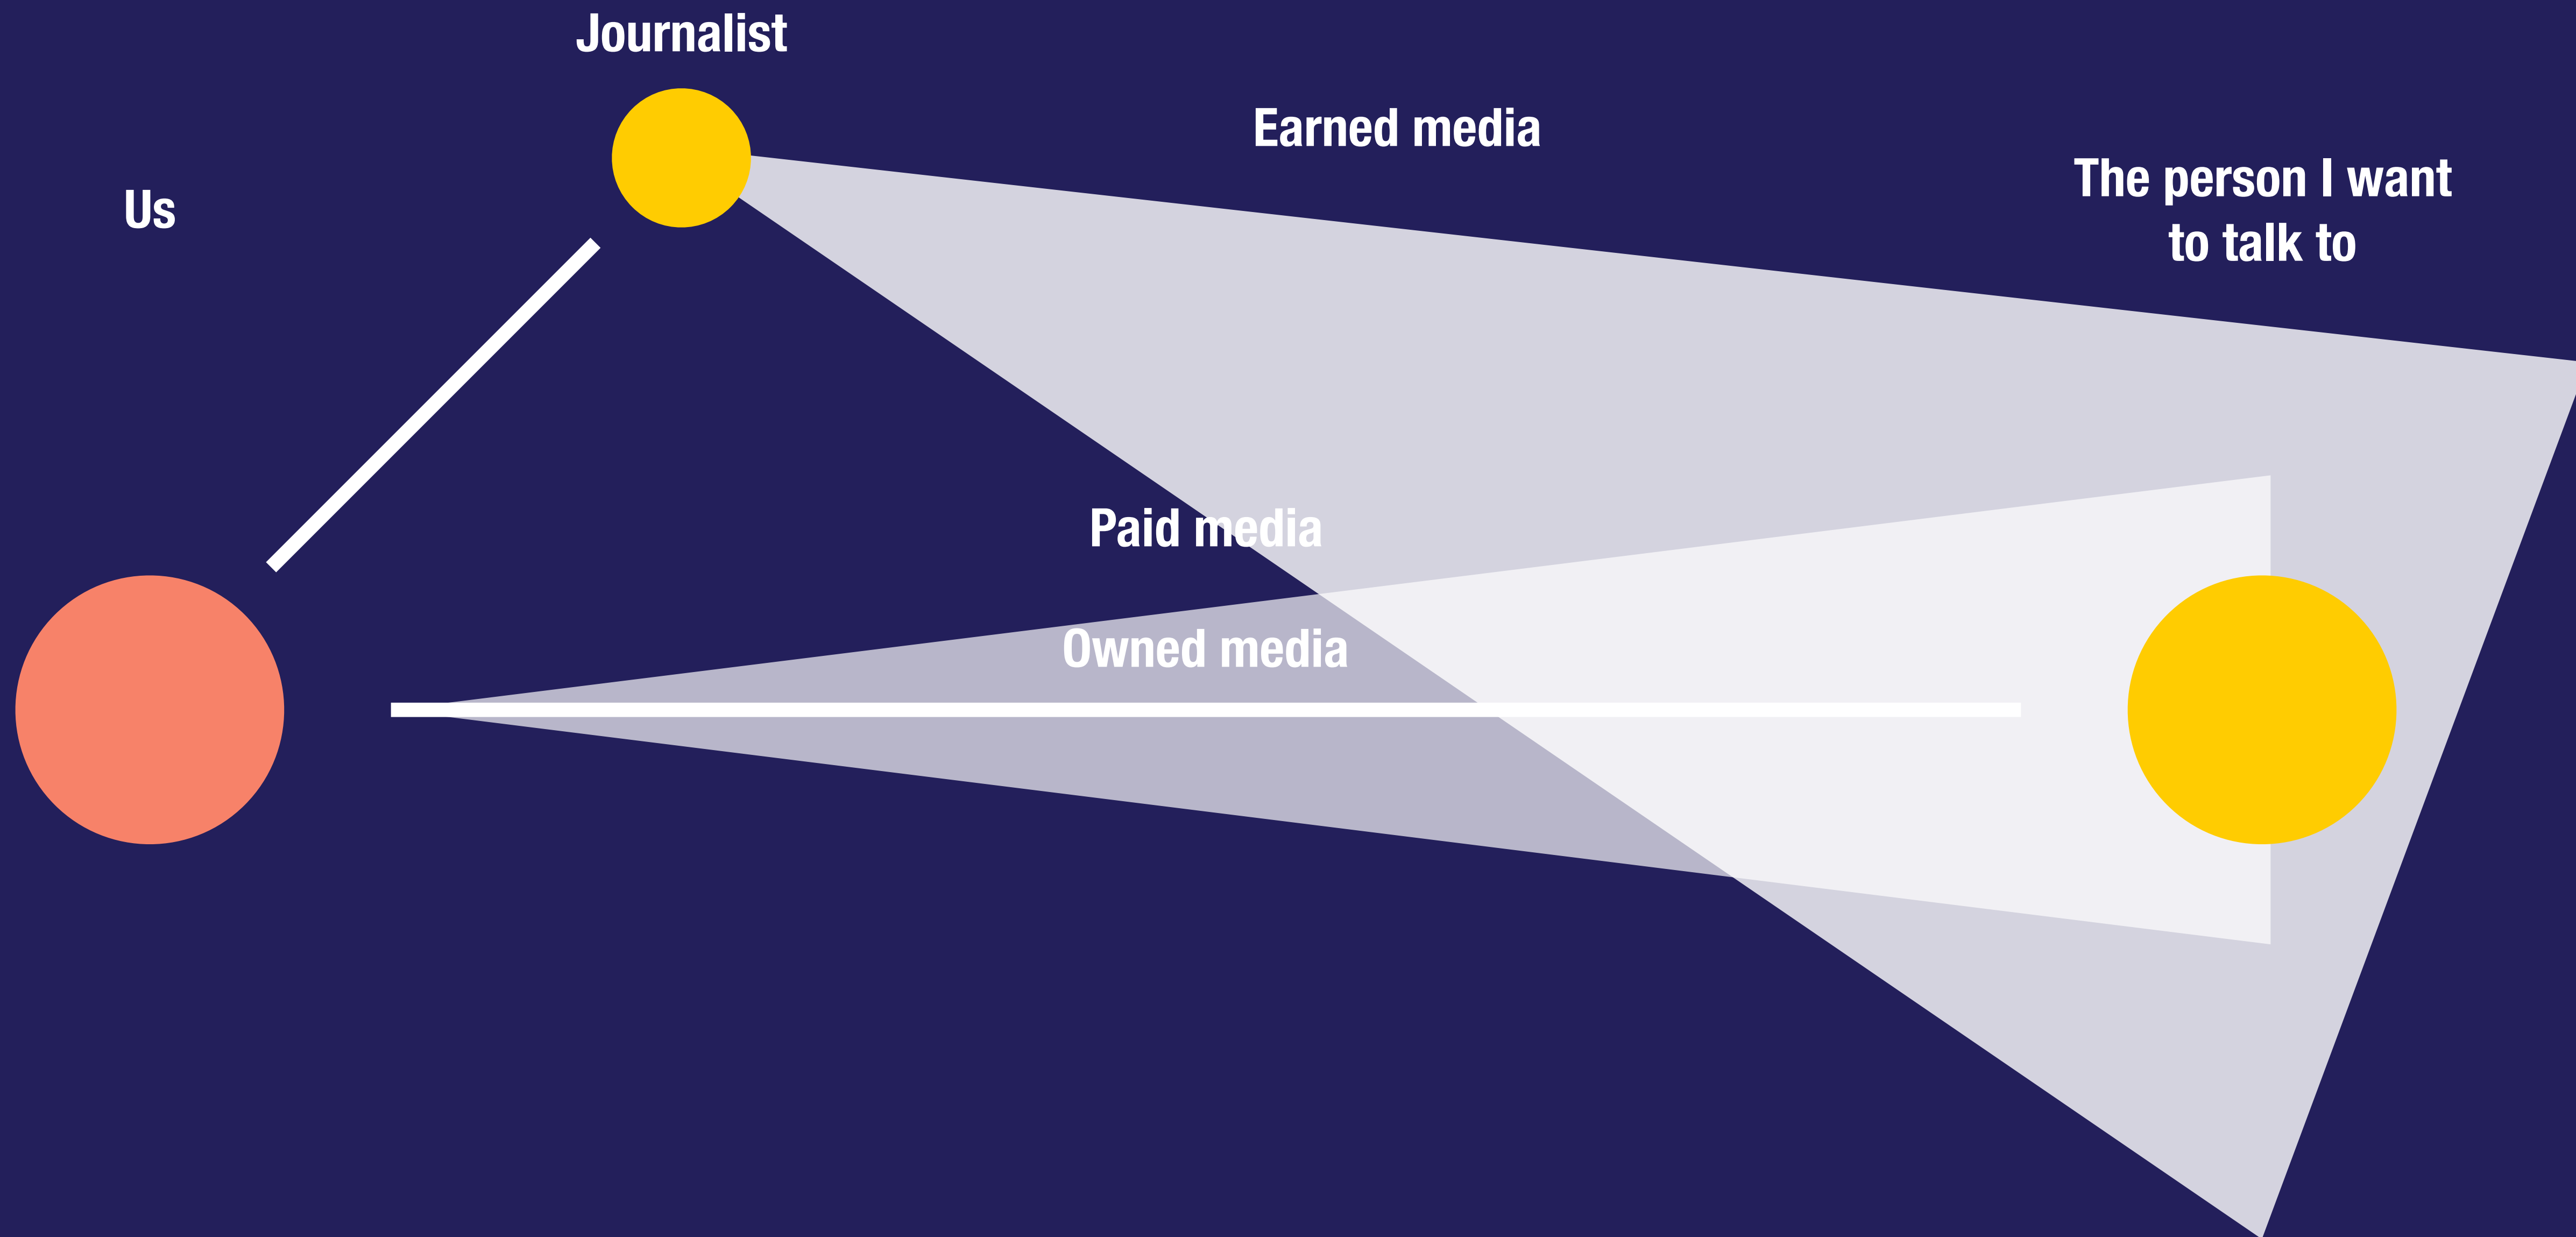 Journalist
Earned media
The person I want
to talk to
Us
Paid media
Owned media